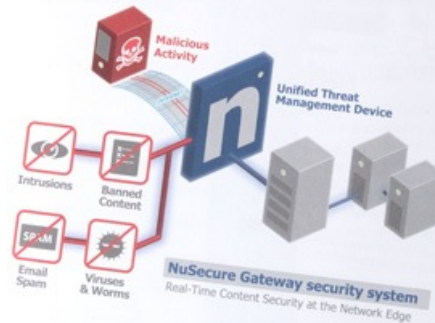 Malicious
Activity
n
Unified Threat
Management Device
Intrusions
Banned
Content
SPAM
Email
Spam
Viruses
& Worms
NuSecure Gateway security system
Real-Time Content Security at the Network Edge